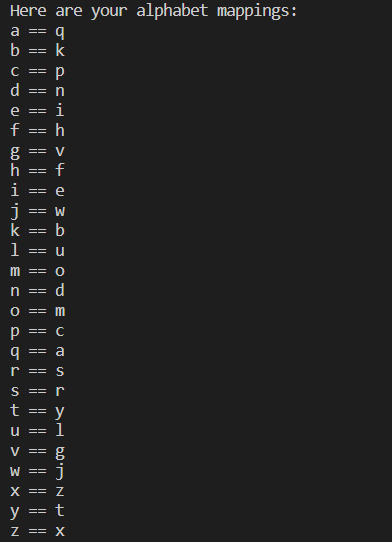 Here are your alphabet mappings:
a == q
b == k
c == p
d == n
e == i
f == h
g == v
h == f
i == e
j == w
k == b
l == u
m == o
n == d
o == m
p == c
q == a
r == s
s == r
t == y
u == l
v == g
w == j
x == z
y == t
z == x